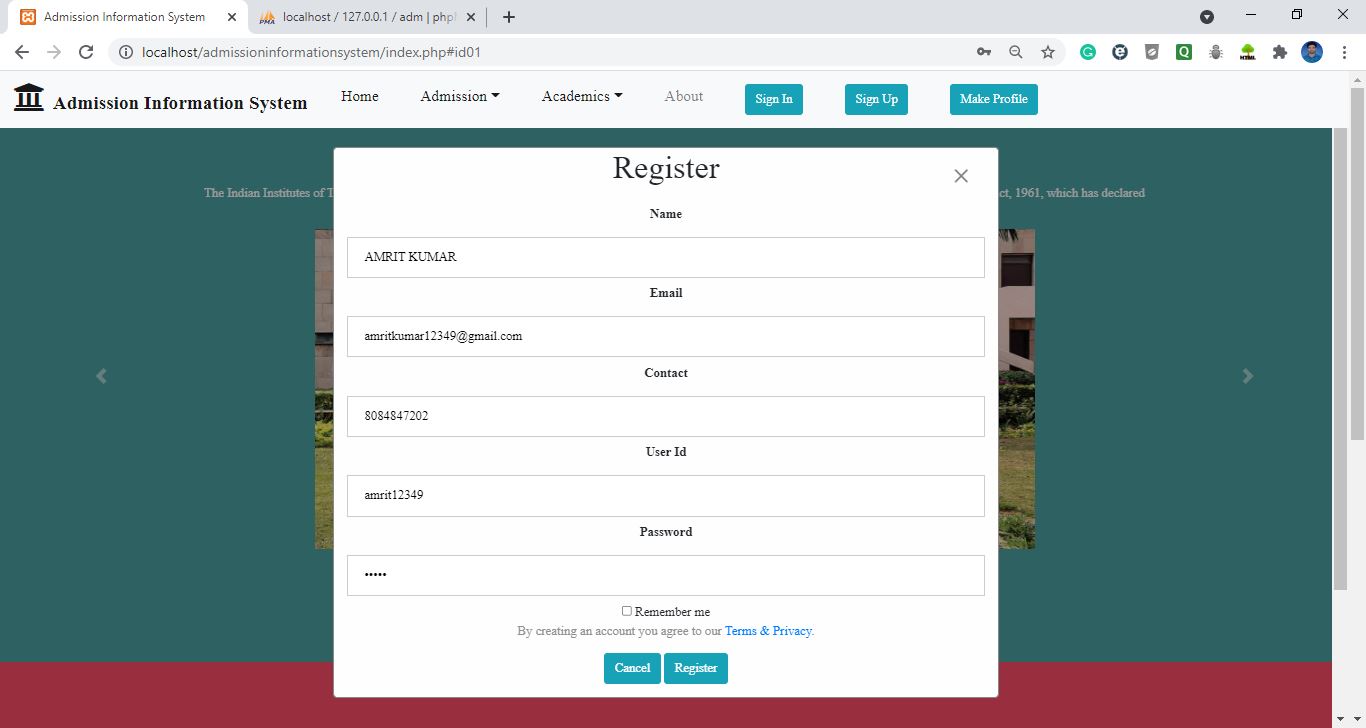 Admission Information System
localhost / 127.0.0.1 / adm | php
localhost/admissioninformationsystem/index.php#id01
Admission Information System Home Admission Academics About Sign In Sign Up Make Profile
Register
The Indian Institutes of ct, 1961, which has declared
Name
AMRIT KUMAR
Email
amritkumar12349@gmail.com
Contact
8084847202
User Id
amrit12349
Password
•••••
Remember me
By creating an account you agree to our Terms & Privacy.
Cancel Register